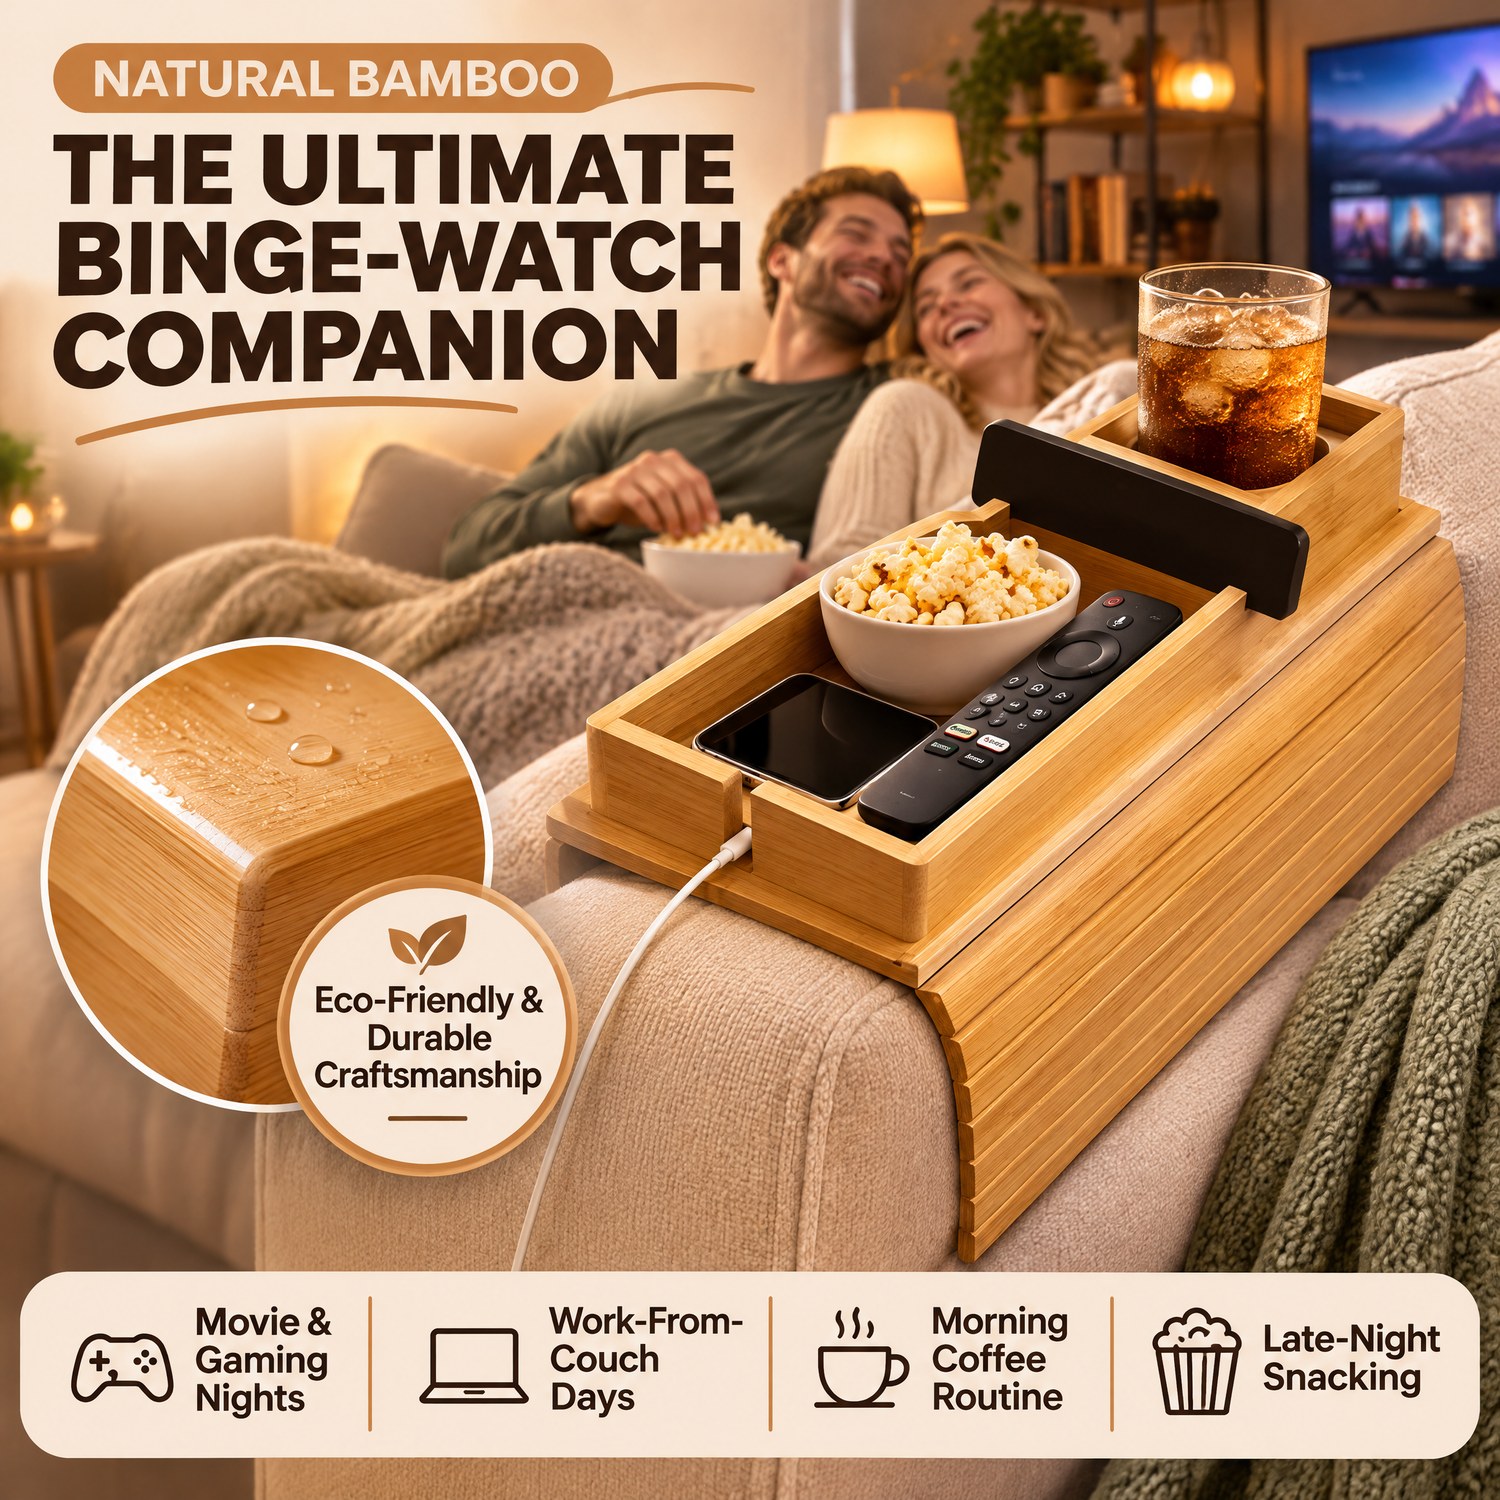 NATURAL BAMBOO
THE ULTIMATE
BINGE-WATCH
COMPANION
Eco-Friendly &
Durable
Craftsmanship
Movie &
Gaming
Nights
Work-From-
Couch
Days
Morning
Coffee
Routine
Late-Night
Snacking